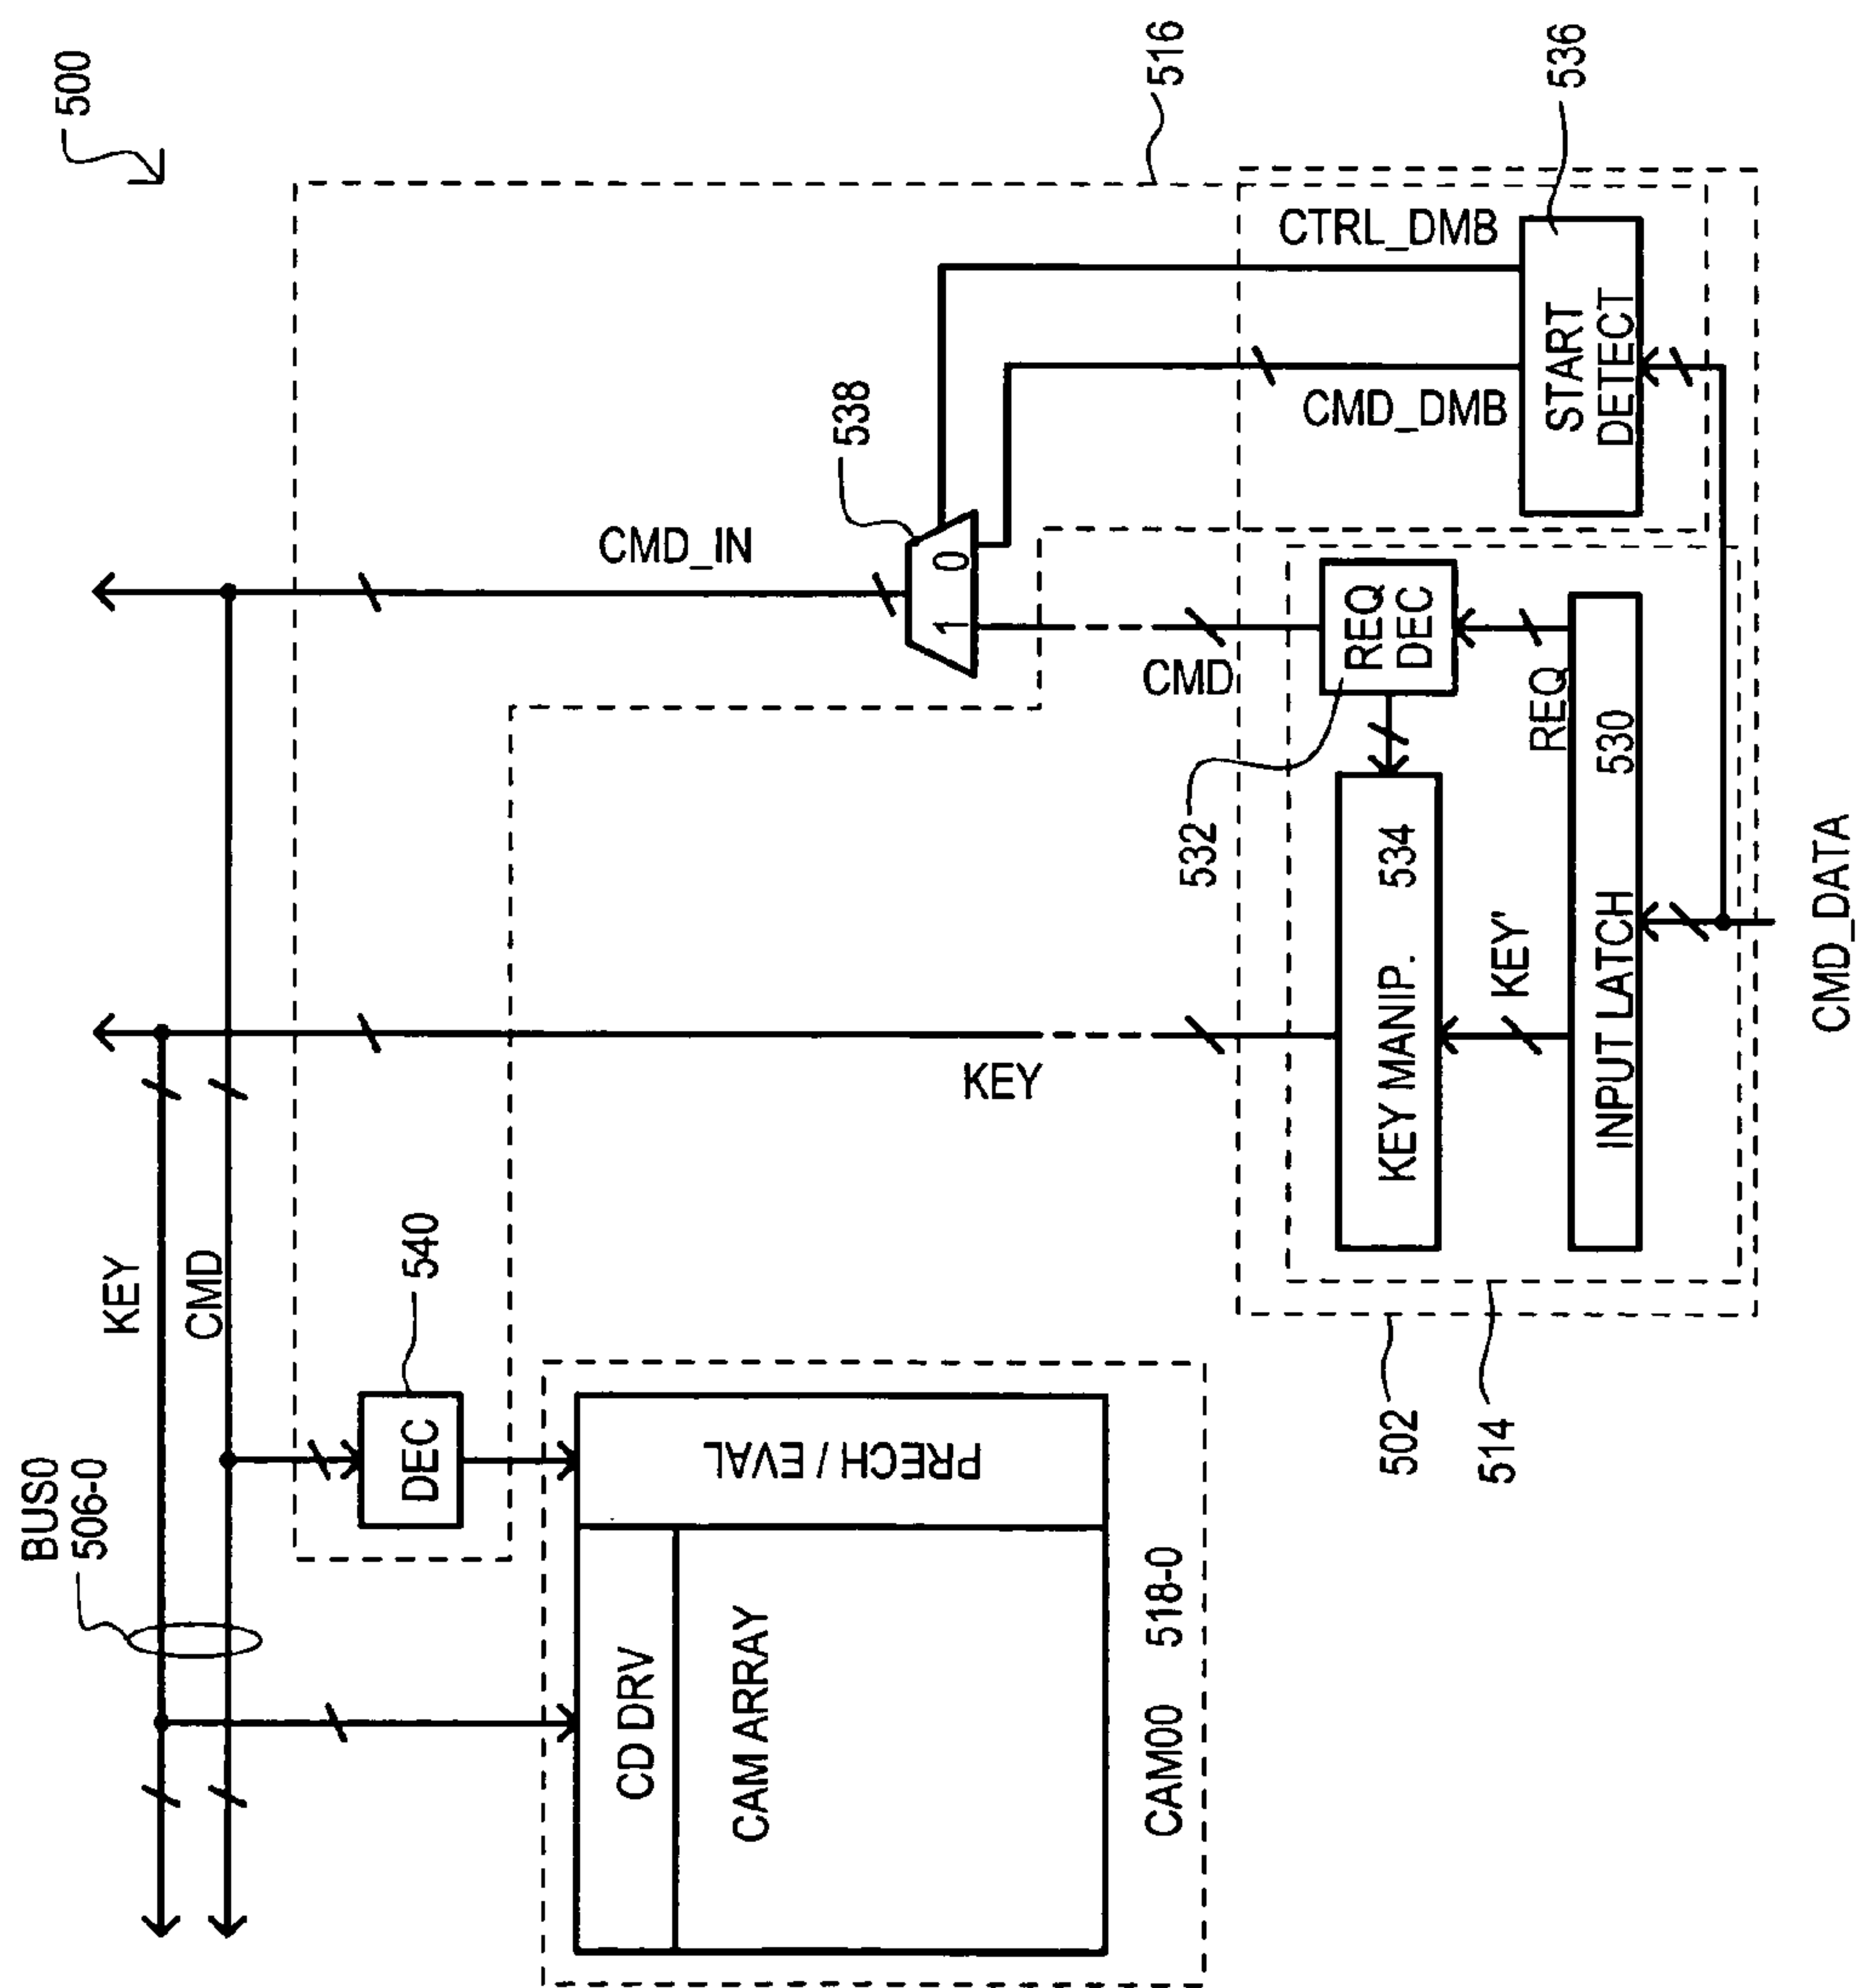 500
BUS0
506-0
KEY
CMD
540
DEC
CMD_IN
538
1
0
516
CD DRV
CAM ARRAY
PRECH / EVAL
CAM00 518-0
KEY
CMD
CTRL_DMB
CMD_DMB
532
REQ
DEC
KEY MANIP. 534
KEY'
REQ
INPUT LATCH 530
START
DETECT
536
502
514
CMD_DATA